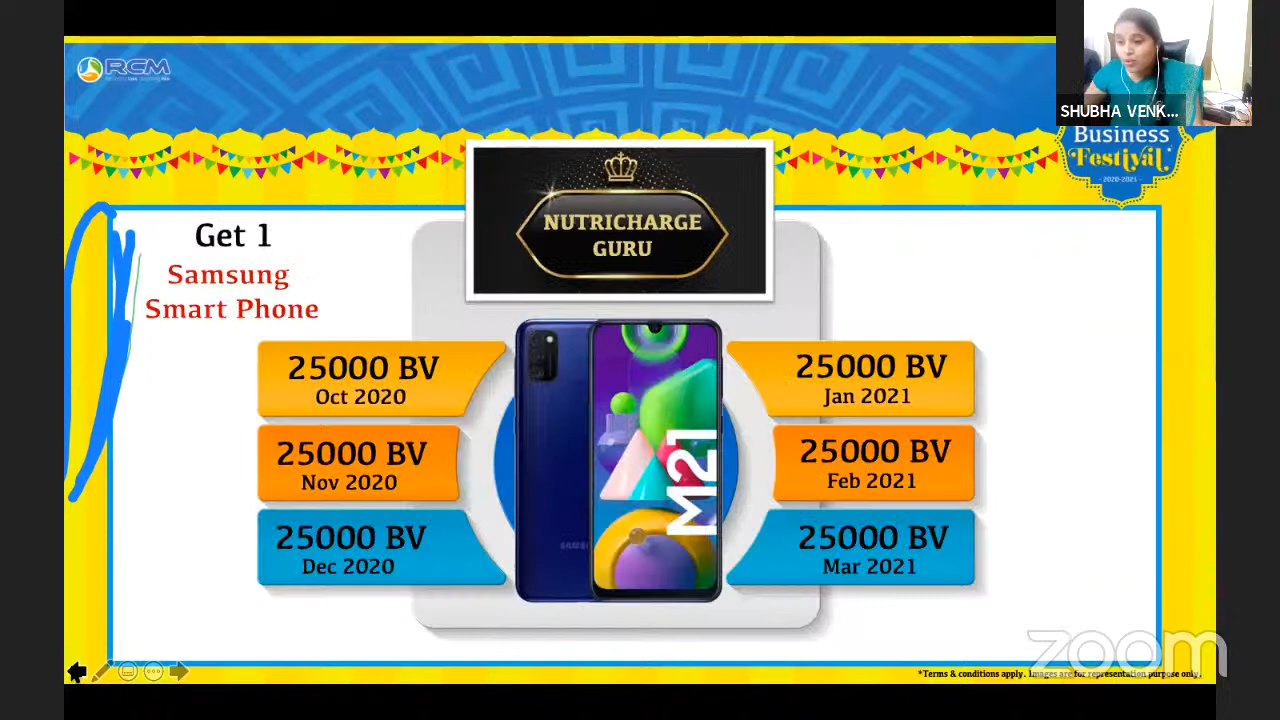 RCM
SHUBHA VENK...
Business
Festival*
- 2020-2021 -
NUTRICHARGE
GURU
Get 1
Samsung
Smart Phone
25000 BV
Oct 2020
25000 BV
Nov 2020
25000 BV
Dec 2020
M21
SAMSU
25000 BV
Jan 2021
25000 BV
Feb 2021
25000 BV
Mar 2021
zoom
*Terms & conditions apply. Images are for representation purpose only.